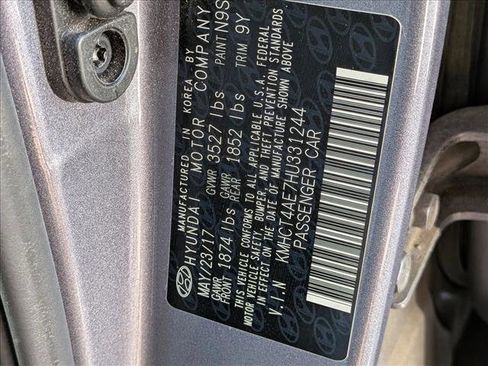 MANUFACTURED IN KOREA BY
HYUNDAI MOTOR COMPANY
MAY/23/17 GVWR 3527 lbs PAINT N9S
GAWR FRONT 1874 lbs GAWR REAR 1852 lbs TRIM 9Y
THIS VEHICLE CONFORMS TO ALL APPLICABLE U.S.A. FEDERAL
MOTOR VEHICLE SAFETY, BUMPER, AND THEFT PREVENTION STANDARDS
IN EFFECT ON THE DATE OF MANUFACTURE SHOWN ABOVE
V.I.N KMHCT4AE7HU331244
PASSENGER CAR